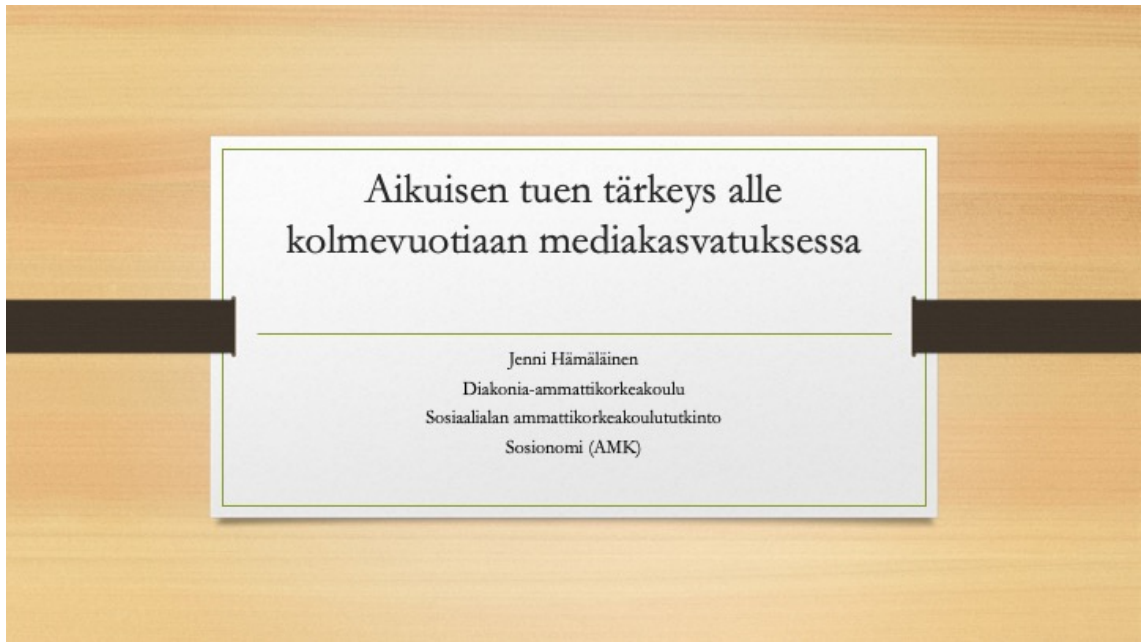 Aikuisen tuen tärkeys alle
kolmevuotiaan mediakasvatuksessa
Jenni Hämäläinen
Diakonia-ammattikorkeakoulu
Sosiaalialan ammattikorkeakoulututkinto
Sosionomi (AMK)